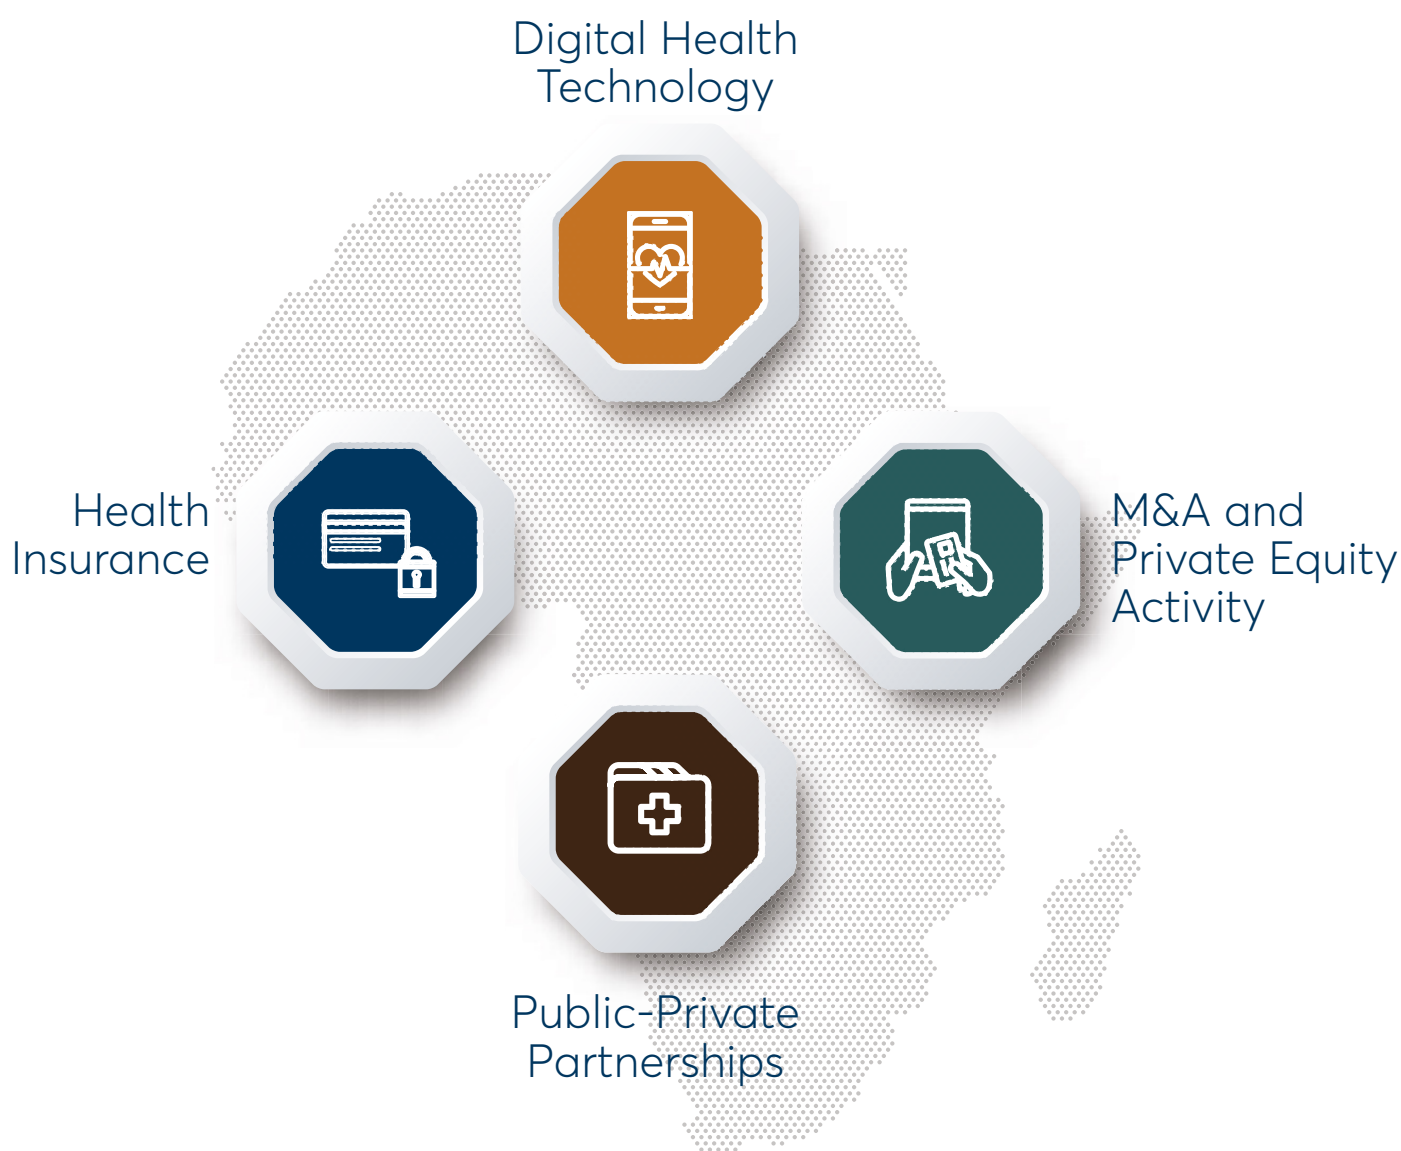 Digital Health
Technology
Health
Insurance
M&A and
Private Equity
Activity
Public-Private
Partnerships